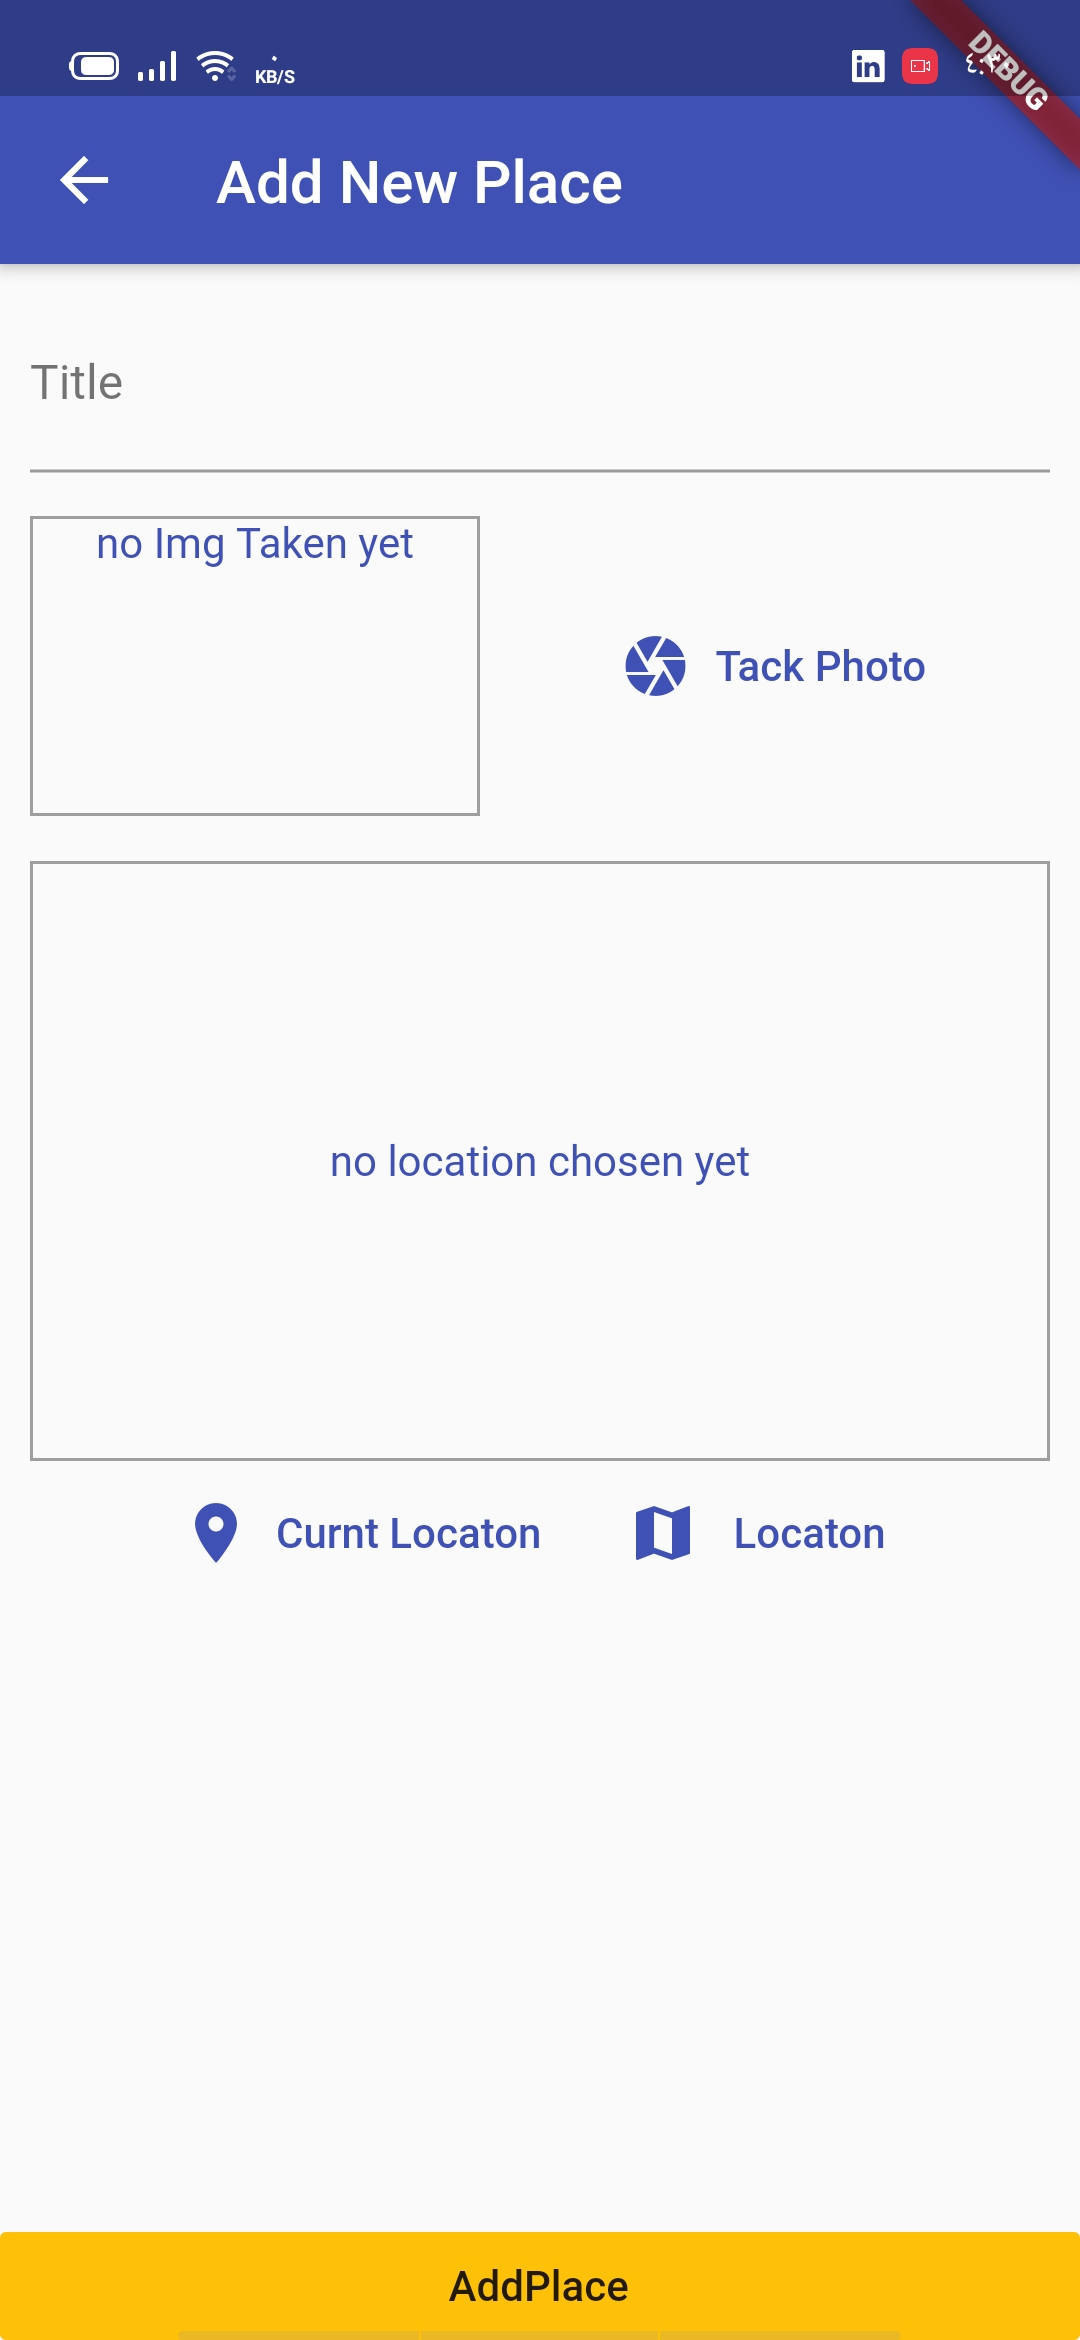 KB/S
in
DEBUG
Add New Place
Title
no Img Taken yet
Tack Photo
no location chosen yet
Curnt Locaton
Locaton
AddPlace